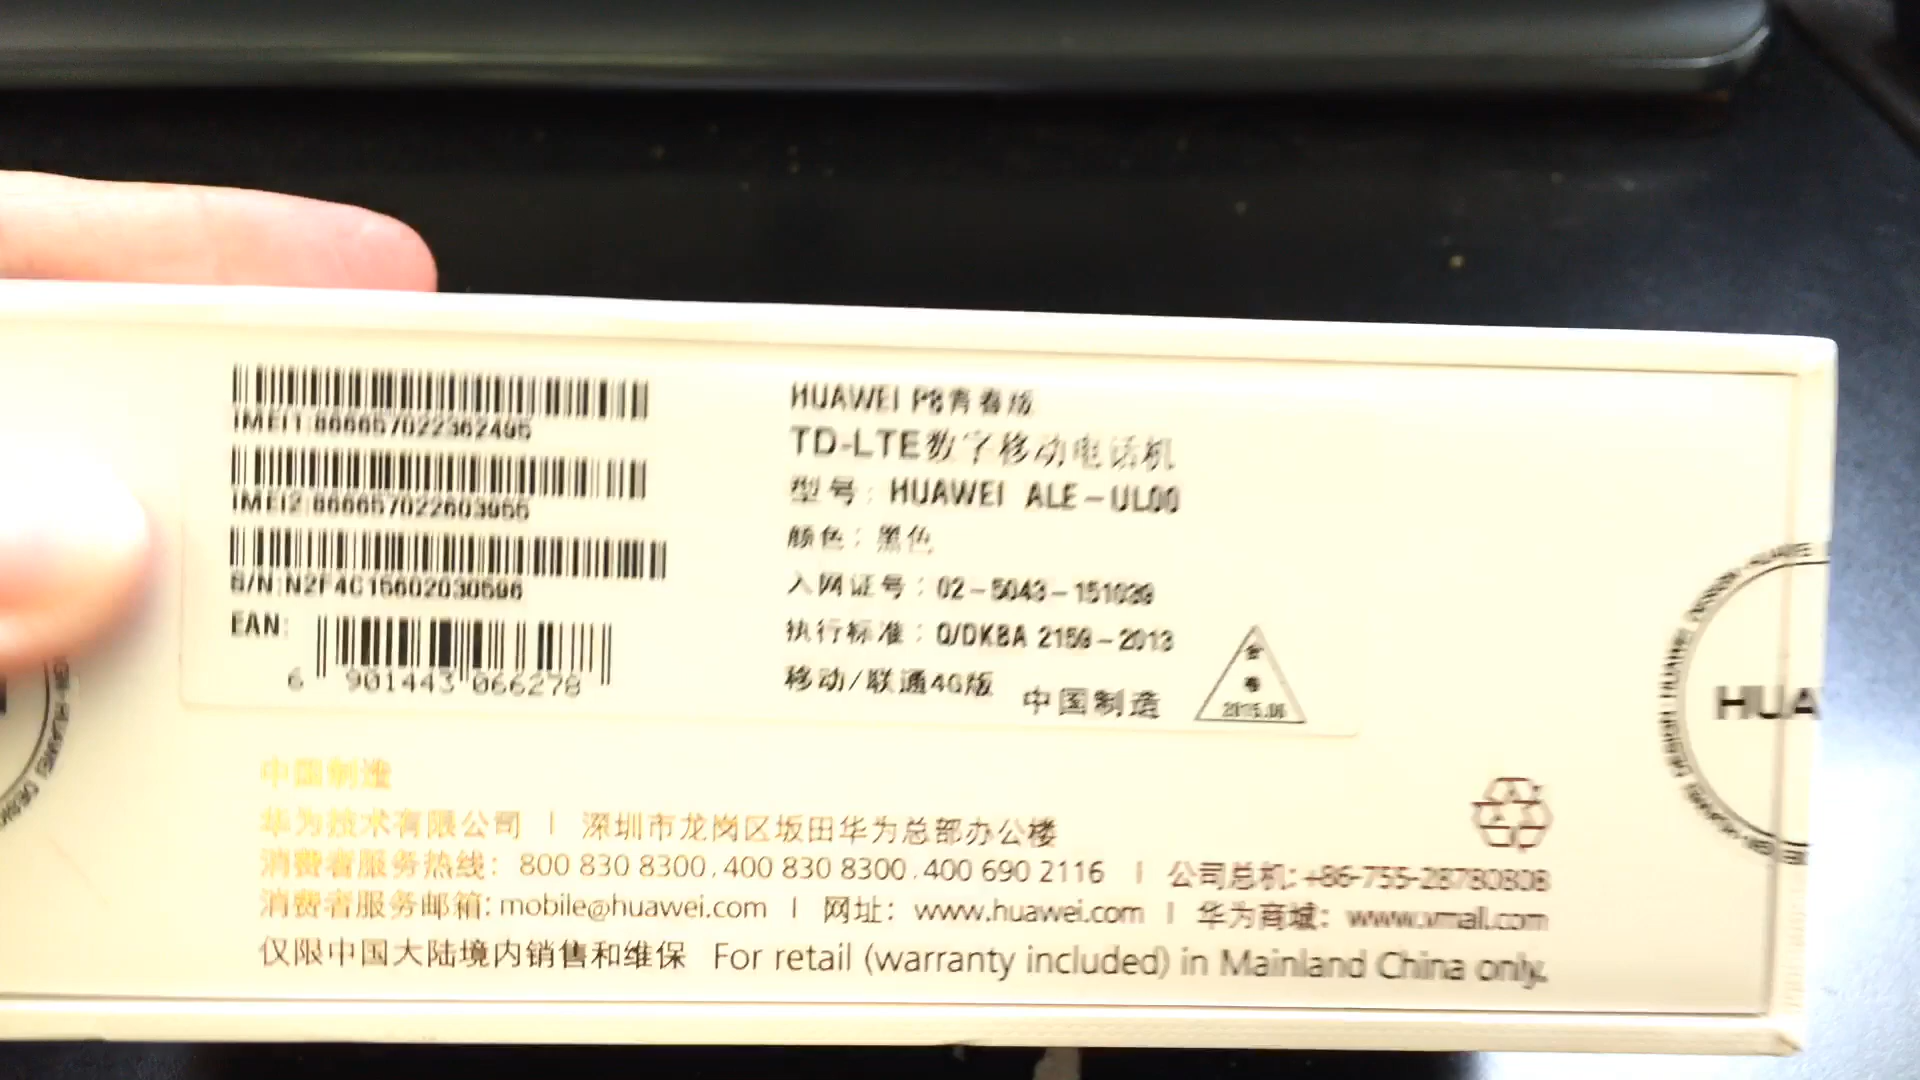 HUAWEI P8青春版
TD-LTE数字移动电话机
型号: HUAWEI ALE-UL00
颜色: 黑色
入网证号: 02-5043-151039
执行标准: Q/DKBA 2159-2013
移动/联通4G版 中国制造
IMEI1:
IMEI2:
S/N:
EAN:
6 901443 066278
中国制造
华为技术有限公司 | 深圳市龙岗区坂田华为总部办公楼
消费者服务热线: 800 830 8300, 400 830 8300, 400 690 2116 | 公司总机: +86-755-28780808
消费者服务邮箱: mobile@huawei.com | 网址: www.huawei.com | 华为商城: www.vmall.com
仅限中国大陆境内销售和维保 For retail (warranty included) in Mainland China only.
HUA